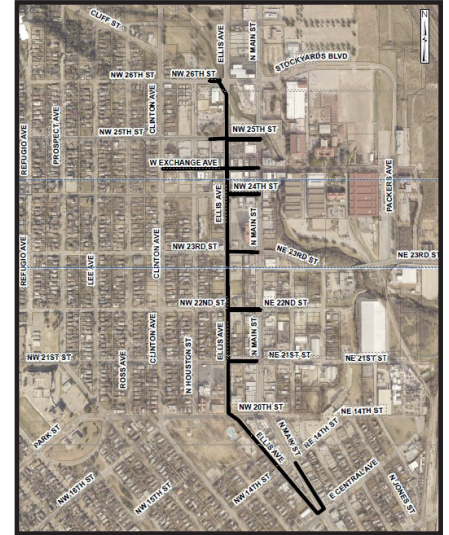 CLIFF ST
ELLIS AVE
N MAIN ST
N
STOCKYARDS BLVD
NW 26TH ST
NW 26TH ST
REFUGIO AVE
PROSPECT AVE
CLINTON AVE
NW 25TH ST
NW 25TH ST
W EXCHANGE AVE
PACKERS AVE
NW 24TH ST
ELLIS AVE
N MAIN ST
REFUGIO AVE
LEE AVE
CLINTON AVE
NW 23RD ST
NE 23RD ST
NE 23RD ST
NW 22ND ST
NE 22ND ST
ROSS AVE
CLINTON AVE
N HOUSTON ST
ELLIS AVE
N MAIN ST
NW 21ST ST
NE 21ST ST
NE 21ST ST
NW 20TH ST
NE 14TH ST
PARK ST
ELLIS AVE
N MAIN ST
NE 14TH ST
NW 16TH ST
NW 15TH ST
NW 14TH ST
E CENTRAL AVE
N JONES ST